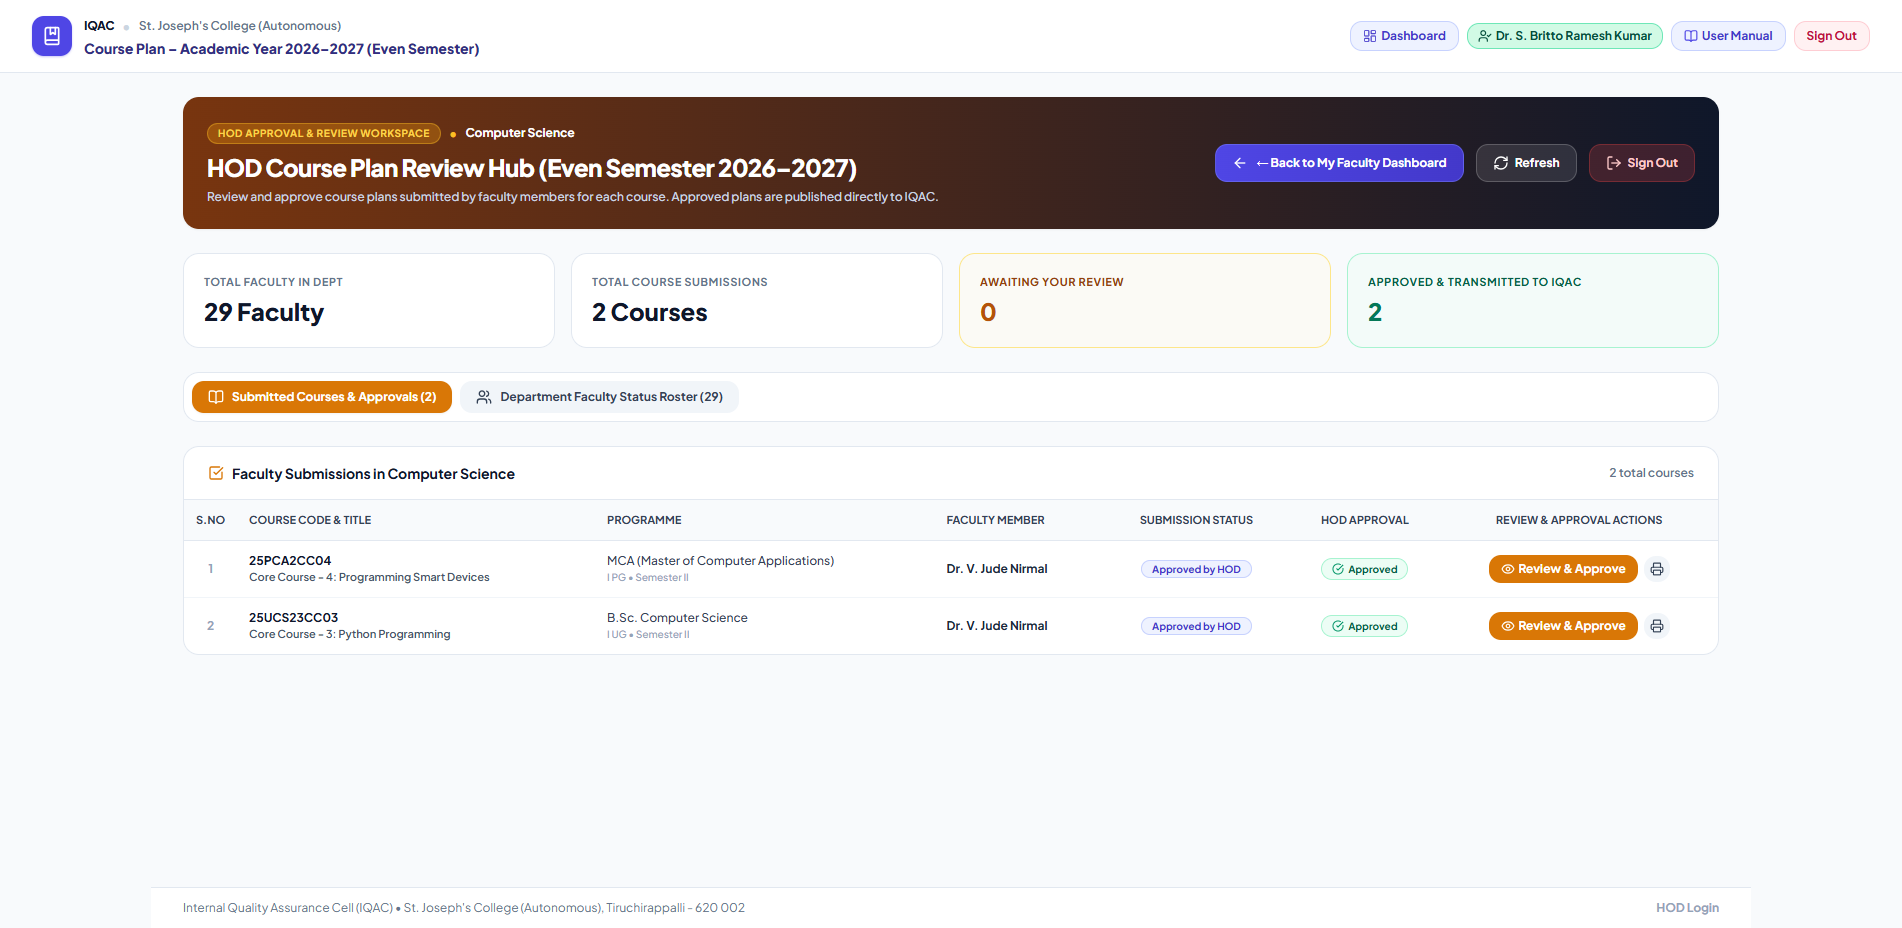 IQAC • St. Joseph's College (Autonomous)
Course Plan – Academic Year 2026–2027 (Even Semester)
Dashboard
Dr. S. Britto Ramesh Kumar
User Manual
Sign Out
HOD APPROVAL & REVIEW WORKSPACE • Computer Science
HOD Course Plan Review Hub (Even Semester 2026–2027)
Review and approve course plans submitted by faculty members for each course. Approved plans are published directly to IQAC.
← Back to My Faculty Dashboard
Refresh
Sign Out
TOTAL FACULTY IN DEPT
29 Faculty
TOTAL COURSE SUBMISSIONS
2 Courses
AWAITING YOUR REVIEW
0
APPROVED & TRANSMITTED TO IQAC
2
Submitted Courses & Approvals (2)
Department Faculty Status Roster (29)
Faculty Submissions in Computer Science
2 total courses
S.NO COURSE CODE & TITLE PROGRAMME FACULTY MEMBER SUBMISSION STATUS HOD APPROVAL REVIEW & APPROVAL ACTIONS
1
25PCA2CC04
Core Course - 4: Programming Smart Devices
MCA (Master of Computer Applications)
I PG • Semester II
Dr. V. Jude Nirmal
Approved by HOD
Approved
Review & Approve
2
25UCS23CC03
Core Course - 3: Python Programming
B.Sc. Computer Science
I UG • Semester II
Dr. V. Jude Nirmal
Approved by HOD
Approved
Review & Approve
Internal Quality Assurance Cell (IQAC) • St. Joseph's College (Autonomous), Tiruchirappalli - 620 002
HOD Login